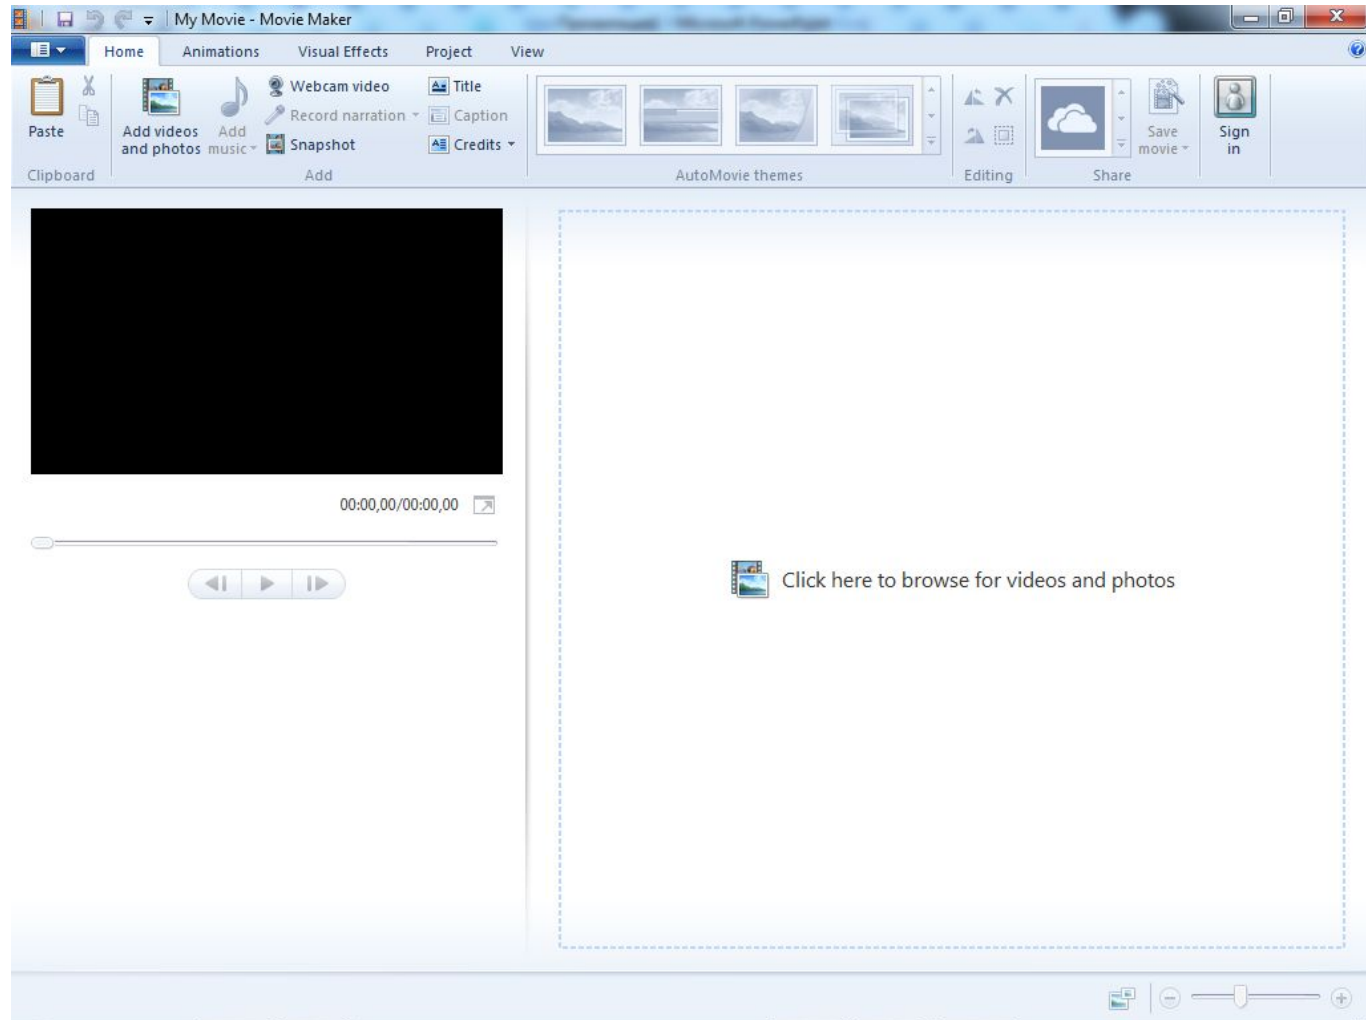 My Movie - Movie Maker
Home Animations Visual Effects Project View
Paste
Clipboard
Add videos and photos
Add music
Webcam video
Record narration
Snapshot
Title
Caption
Credits
Add
AutoMovie themes
Editing
Save movie
Share
Sign in
00:00,00/00:00,00
Click here to browse for videos and photos